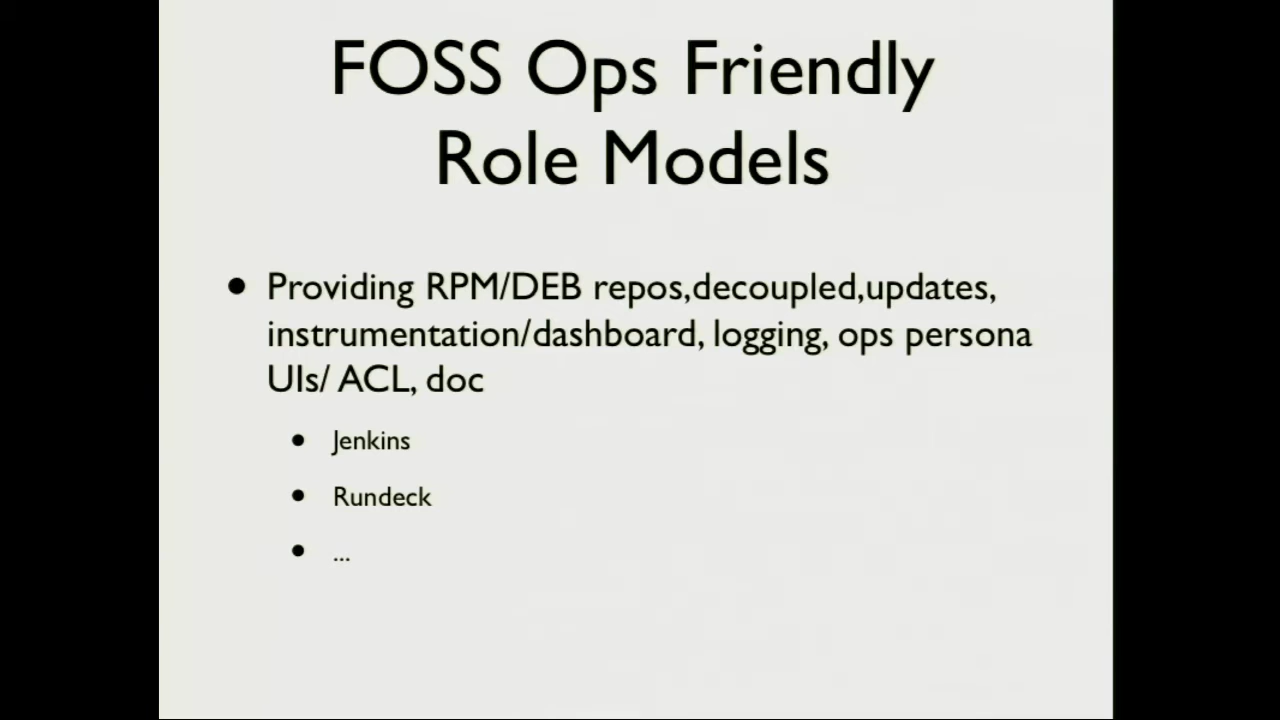 FOSS Ops Friendly
Role Models
• Providing RPM/DEB repos,decoupled,updates,
instrumentation/dashboard, logging, ops persona
UIs/ ACL, doc
• Jenkins
• Rundeck
• ...